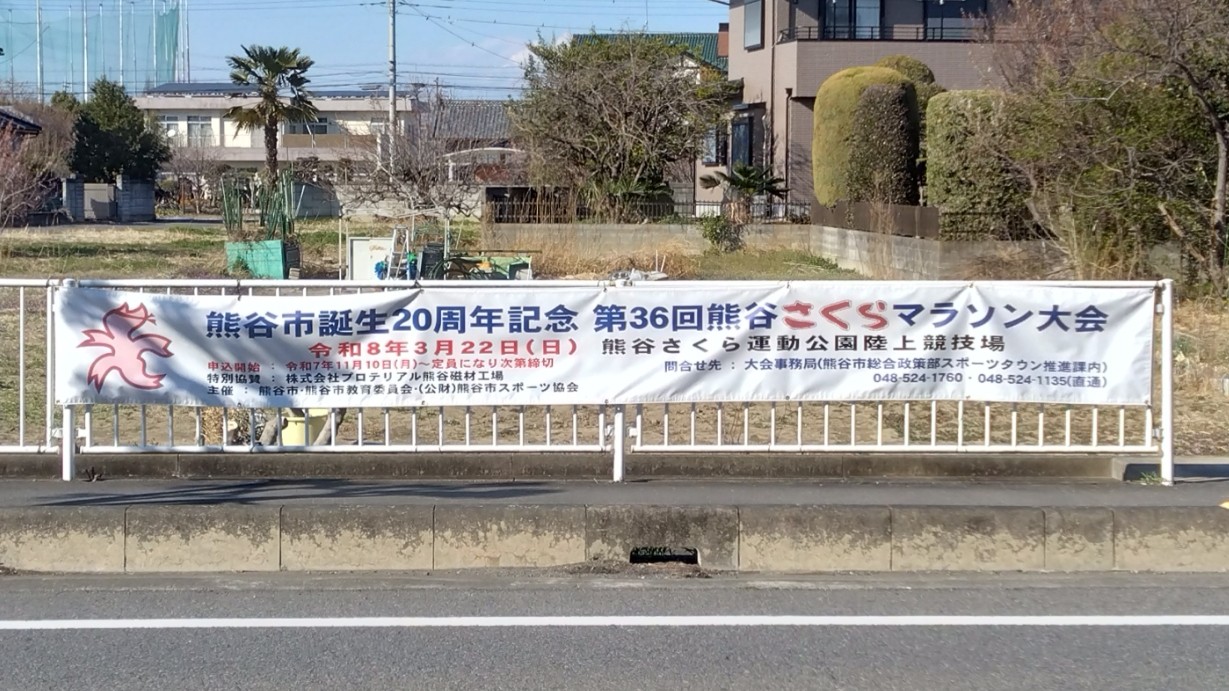 熊谷市誕生20周年記念 第36回熊谷さくらマラソン大会
令和8年3月22日(日) 熊谷さくら運動公園陸上競技場
申込開始 : 令和7年11月10日(月)～定員になり次第締切
特別協賛 : 株式会社プロテリアル熊谷磁材工場
主催 : 熊谷市・熊谷市教育委員会・(公財)熊谷市スポーツ協会
問合せ先 : 大会事務局(熊谷市総合政策部スポーツタウン推進課内)
048-524-1760・048-524-1135(直通)